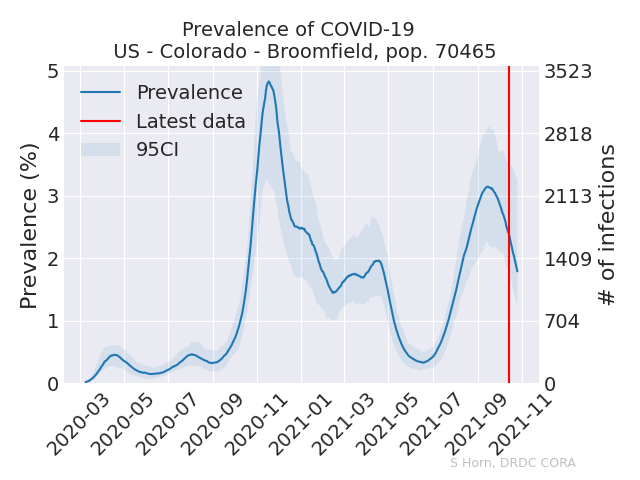 Prevalence of COVID-19
US - Colorado - Broomfield, pop. 70465
Prevalence
Latest data
95CI
Prevalence (%)
5
4
3
2
1
0
3523
2818
2113
1409
704
0
# of infections
2020-03
2020-05
2020-07
2020-09
2020-11
2021-01
2021-03
2021-05
2021-07
2021-09
2021-11
S Horn, DRDC CORA